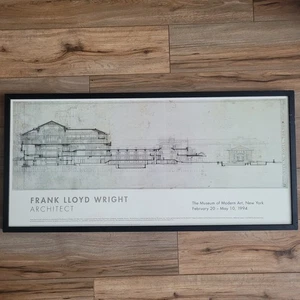 FRANK LLOYD WRIGHT
ARCHITECT
The Museum of Modern Art, New York
February 20 - May 10, 1994